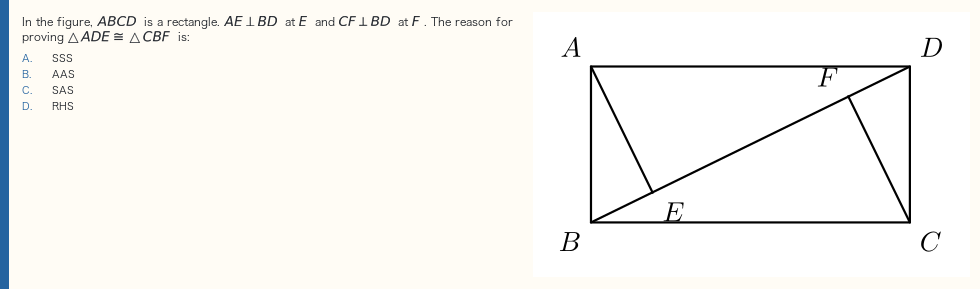 In the figure, ABCD is a rectangle. AE ⊥ BD at E and CF ⊥ BD at F . The reason for
proving △ ADE ≅ △ CBF is:
A. SSS
B. AAS
C. SAS
D. RHS
A D
F
E
B C